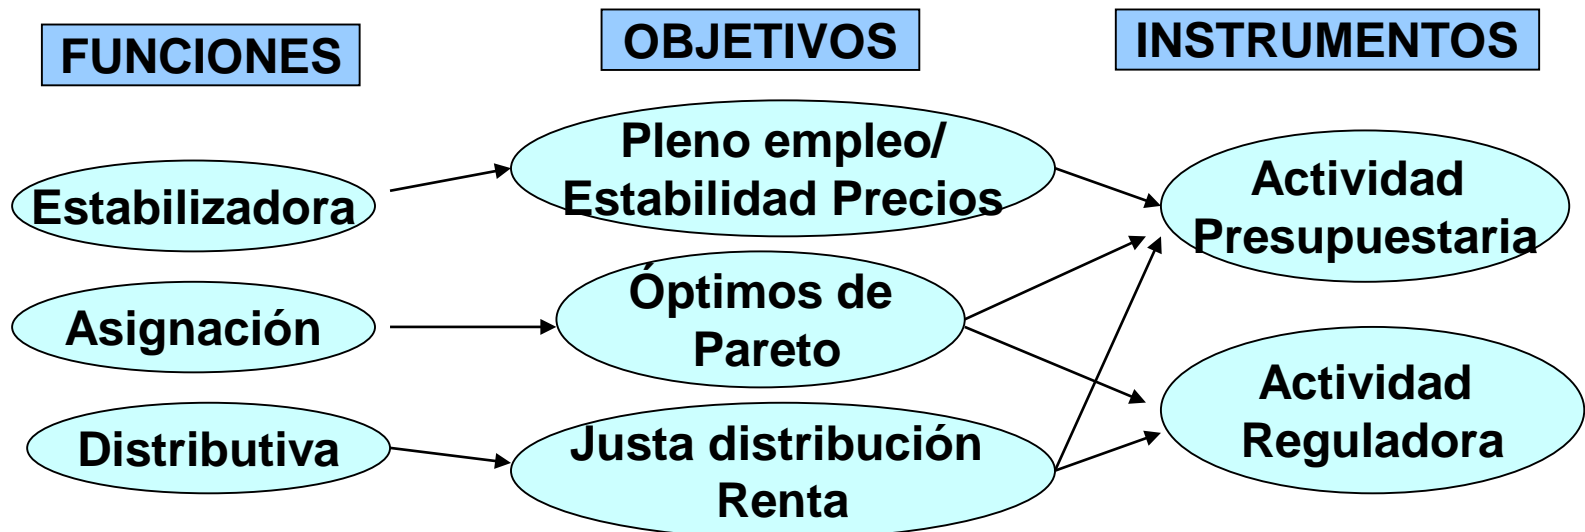 FUNCIONES
OBJETIVOS
INSTRUMENTOS
Estabilizadora
Pleno empleo/
Estabilidad Precios
Actividad
Presupuestaria
Asignación
Óptimos de
Pareto
Actividad
Reguladora
Distributiva
Justa distribución
Renta